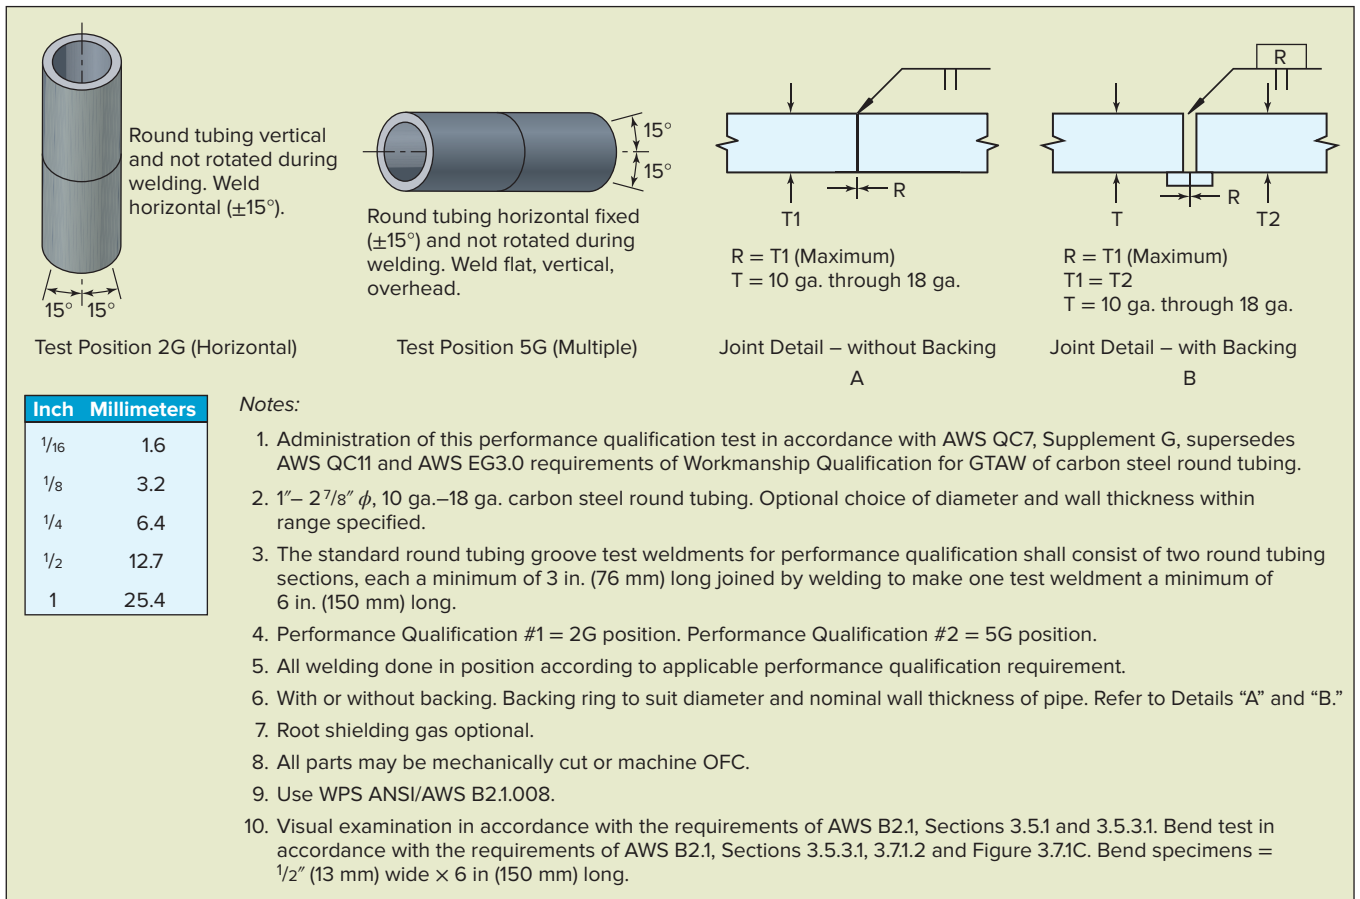 Round tubing vertical
and not rotated during
welding. Weld
horizontal (±15°).
15° 15°
Test Position 2G (Horizontal)
15°
15°
Round tubing horizontal fixed
(±15°) and not rotated during
welding. Weld flat, vertical,
overhead.
Test Position 5G (Multiple)
R
T1
R = T1 (Maximum)
T = 10 ga. through 18 ga.
Joint Detail – without Backing
A
R
R
T T2
R = T1 (Maximum)
T1 = T2
T = 10 ga. through 18 ga.
Joint Detail – with Backing
B
Inch Millimeters
1/16 1.6
1/8 3.2
1/4 6.4
1/2 12.7
1 25.4
Notes:
1. Administration of this performance qualification test in accordance with AWS QC7, Supplement G, supersedes
AWS QC11 and AWS EG3.0 requirements of Workmanship Qualification for GTAW of carbon steel round tubing.
2. 1″– 2 7/8″ ϕ, 10 ga.–18 ga. carbon steel round tubing. Optional choice of diameter and wall thickness within
range specified.
3. The standard round tubing groove test weldments for performance qualification shall consist of two round tubing
sections, each a minimum of 3 in. (76 mm) long joined by welding to make one test weldment a minimum of
6 in. (150 mm) long.
4. Performance Qualification #1 = 2G position. Performance Qualification #2 = 5G position.
5. All welding done in position according to applicable performance qualification requirement.
6. With or without backing. Backing ring to suit diameter and nominal wall thickness of pipe. Refer to Details “A” and “B.”
7. Root shielding gas optional.
8. All parts may be mechanically cut or machine OFC.
9. Use WPS ANSI/AWS B2.1.008.
10. Visual examination in accordance with the requirements of AWS B2.1, Sections 3.5.1 and 3.5.3.1. Bend test in
accordance with the requirements of AWS B2.1, Sections 3.5.3.1, 3.7.1.2 and Figure 3.7.1C. Bend specimens =
1/2″ (13 mm) wide × 6 in (150 mm) long.